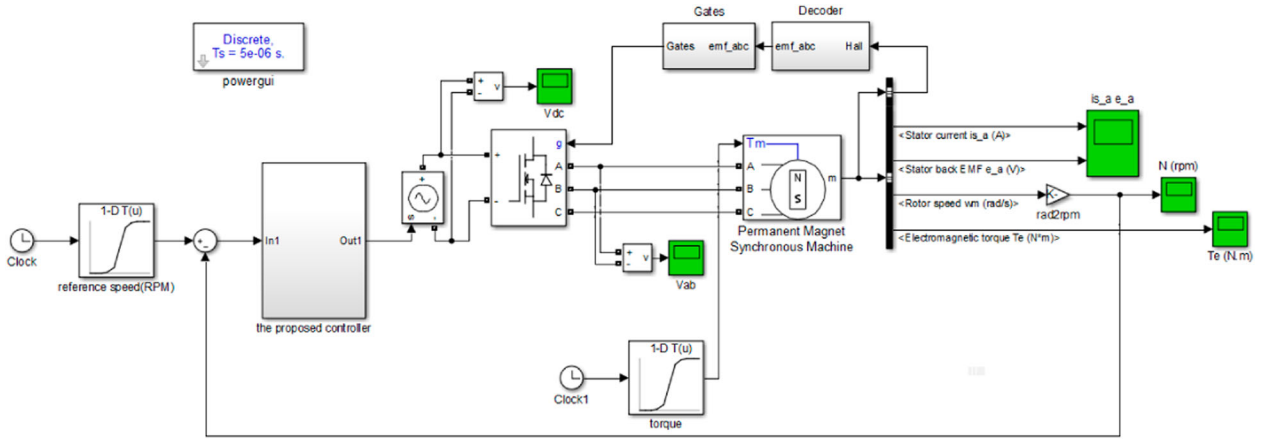 Gates
Decoder
Discrete,
Ts = 5e-06 s.
powergui
Gates
emf_abc
emf_abc
Hall
+
-
v
Vdc
is_a e_a
g
+
-
A
B
C
Tm
A
B
C
N
S
m
<Stator current is_a (A)>
<Stator back EMF e_a (V)>
<Rotor speed wm (rad/s)>
<Electromagnetic torque Te (N*m)>
N (rpm)
K-
rad2rpm
Te (N.m)
Permanent Magnet
Synchronous Machine
1-D T(u)
Clock
reference speed(RPM)
+
-
In1
Out1
the proposed controller
+
-
s
+
-
v
Vab
1-D T(u)
Clock1
torque